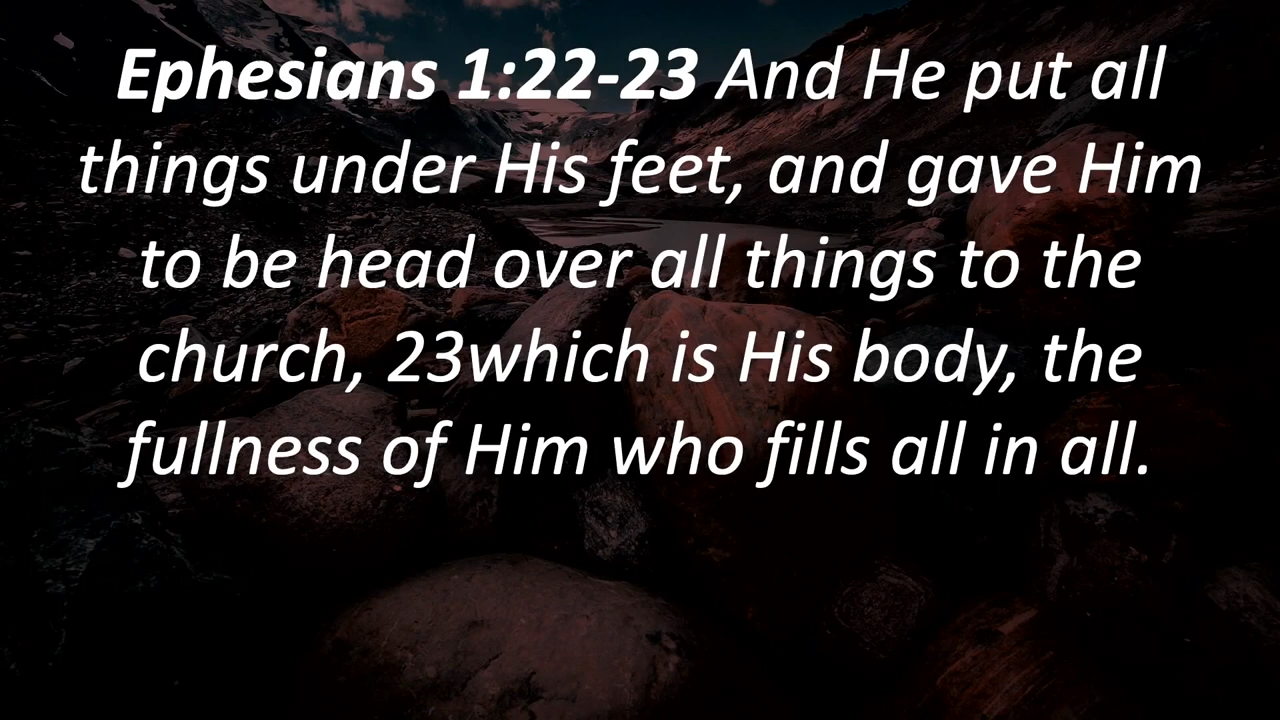 Ephesians 1:22-23 And He put all
things under His feet, and gave Him
to be head over all things to the
church, 23which is His body, the
fullness of Him who fills all in all.